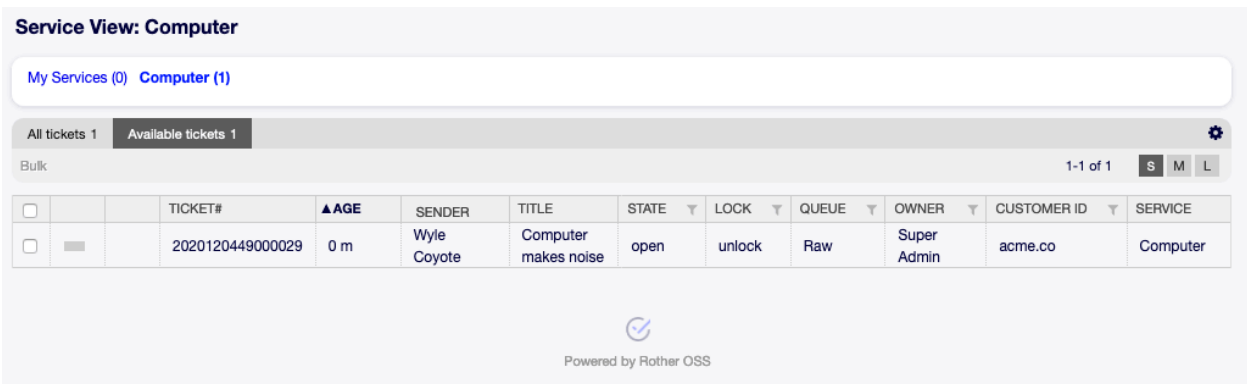 Service View: Computer
My Services (0) Computer (1)
All tickets 1 Available tickets 1
Bulk 1-1 of 1 S M L
TICKET# ▲AGE SENDER TITLE STATE LOCK QUEUE OWNER CUSTOMER ID SERVICE
2020120449000029 0 m Wyle Coyote Computer makes noise open unlock Raw Super Admin acme.co Computer
Powered by Rother OSS